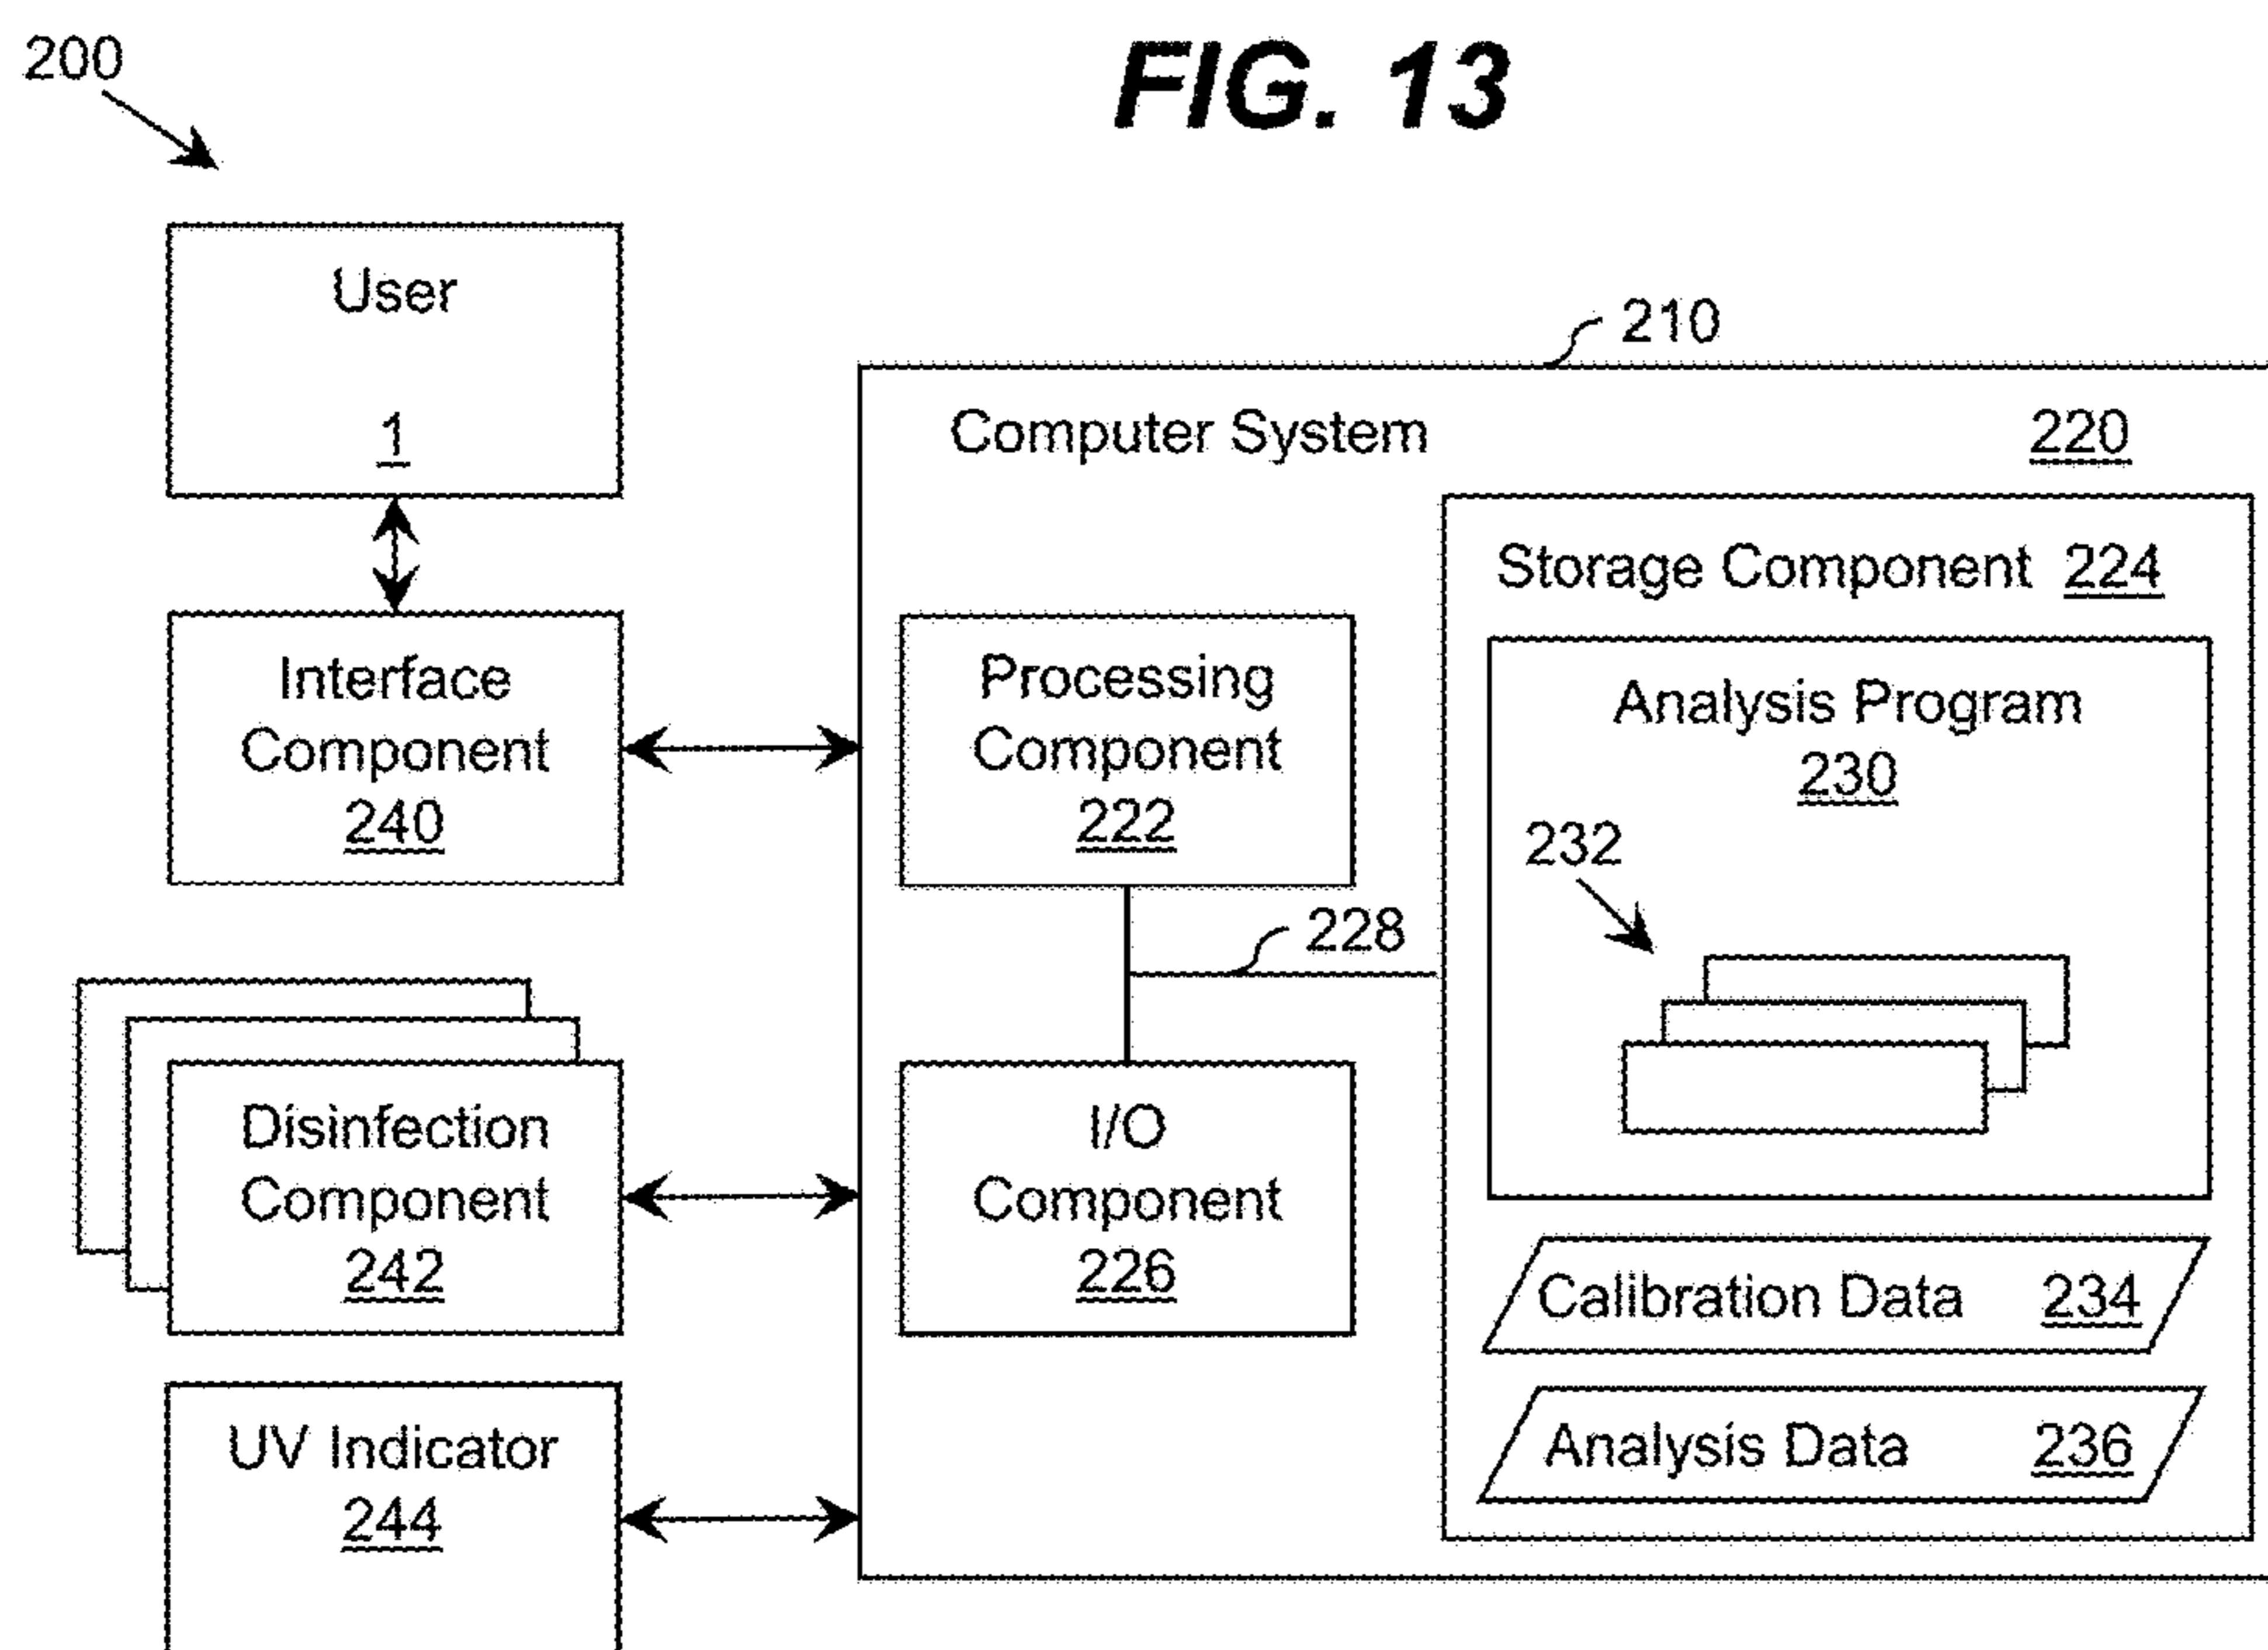 200
FIG. 13
User
1
210
Computer System 220
Interface
Component
240
Processing
Component
222
Storage Component 224
Analysis Program
230
232
228
Disinfection
Component
242
I/O
Component
226
Calibration Data 234
Analysis Data 236
UV Indicator
244